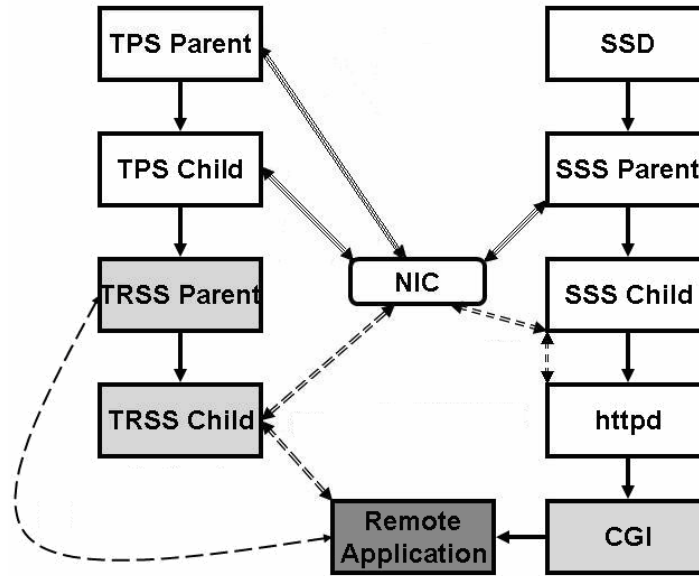 TPS Parent
SSD
TPS Child
SSS Parent
TRSS Parent
NIC
SSS Child
TRSS Child
httpd
Remote
Application
CGI